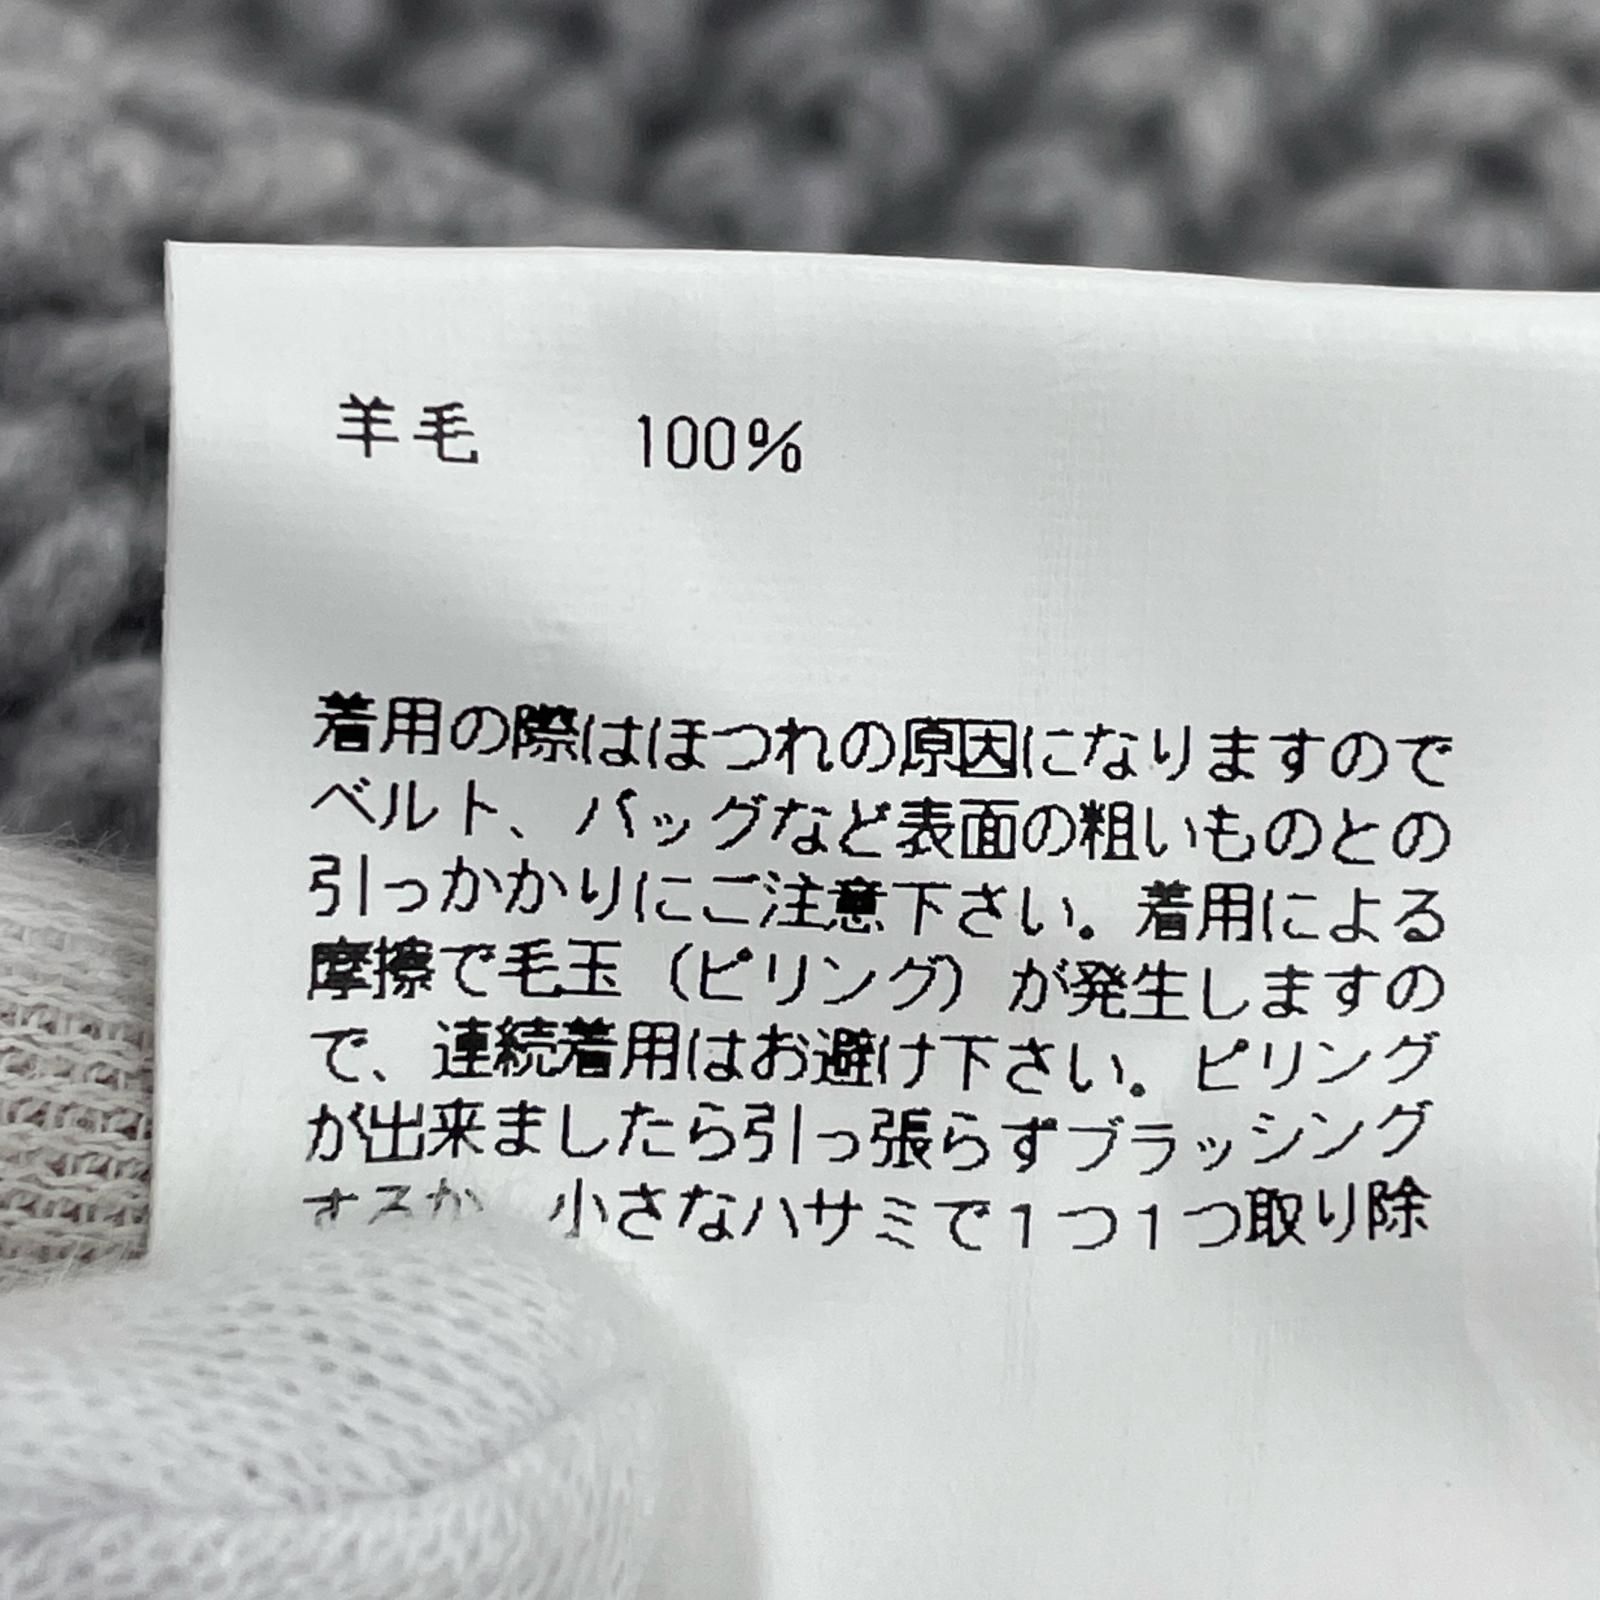 羊毛 100%
着用の際はほつれの原因になりますので
ベルト、バッグなど表面の粗いものとの
引っかかりにご注意下さい。着用による
摩擦で毛玉（ピリング）が発生しますの
で、連続着用はお避け下さい。ピリング
が出来ましたら引っ張らずブラッシング
するか、小さなハサミで1つ1つ取り除